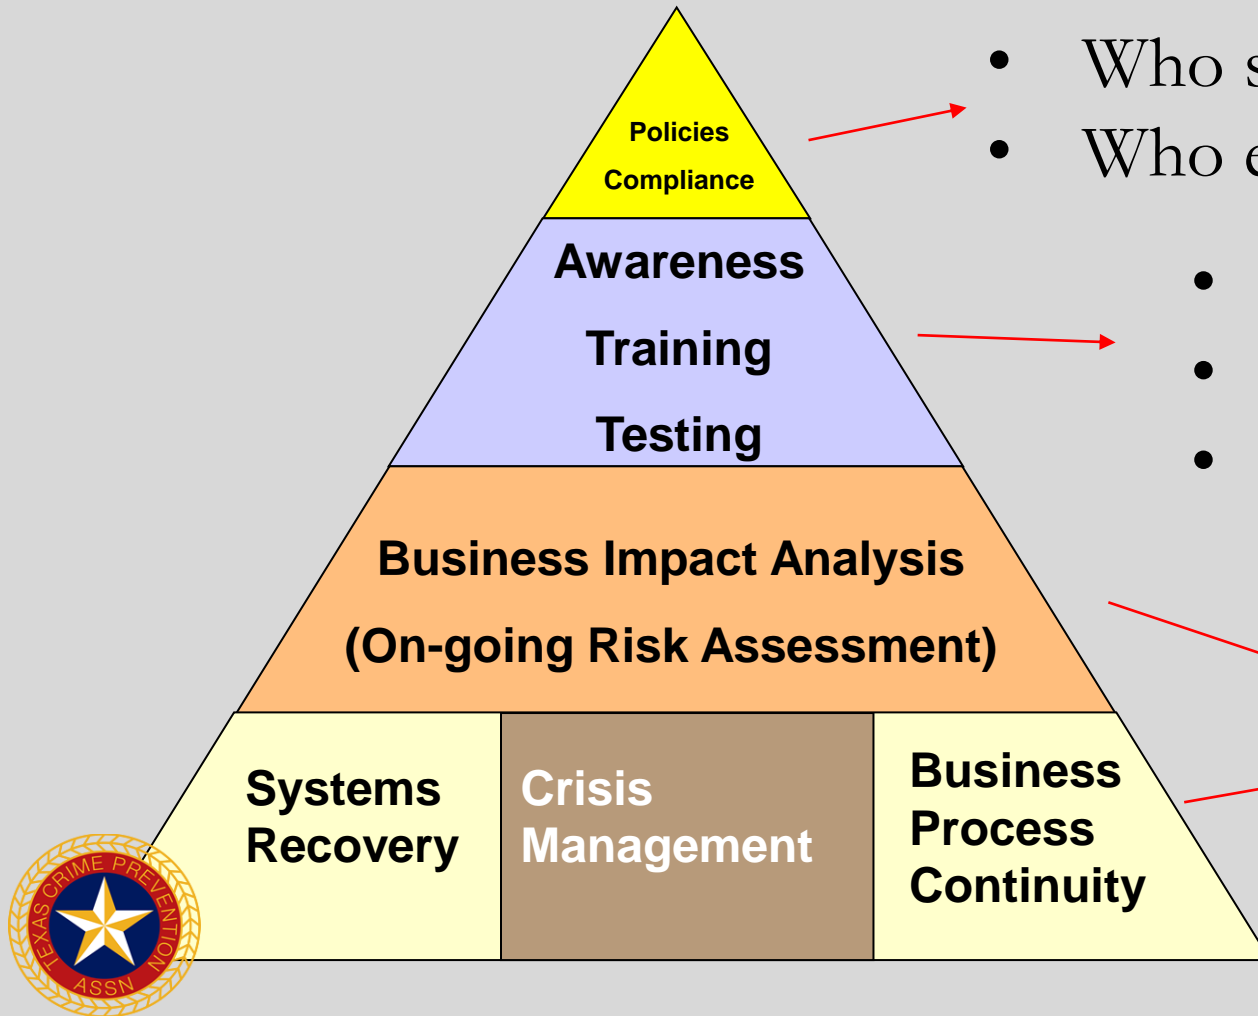 • Who
• Who
Policies
Compliance
Awareness
•
Training
•
Testing
•
Business Impact Analysis
(On-going Risk Assessment)
Systems
Recovery
Crisis
Management
Business
Process
Continuity
TEXAS CRIME PREVENTION
ASSN